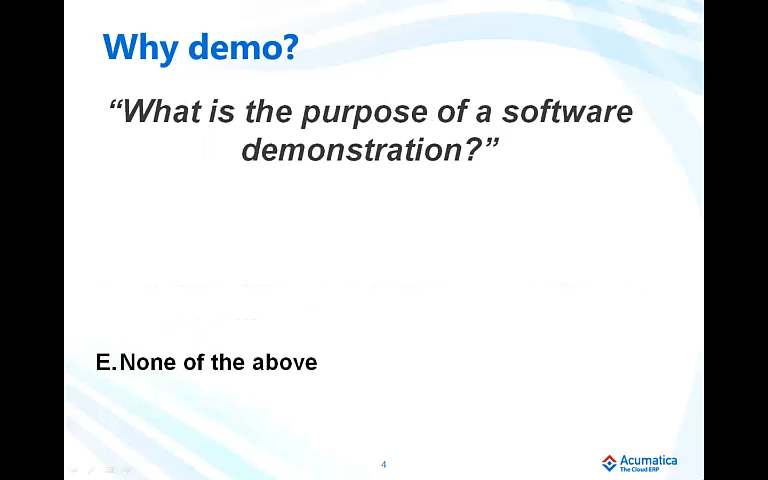 Why demo?
“What is the purpose of a software
demonstration?”
E.None of the above
4
Acumatica
The Cloud ERP